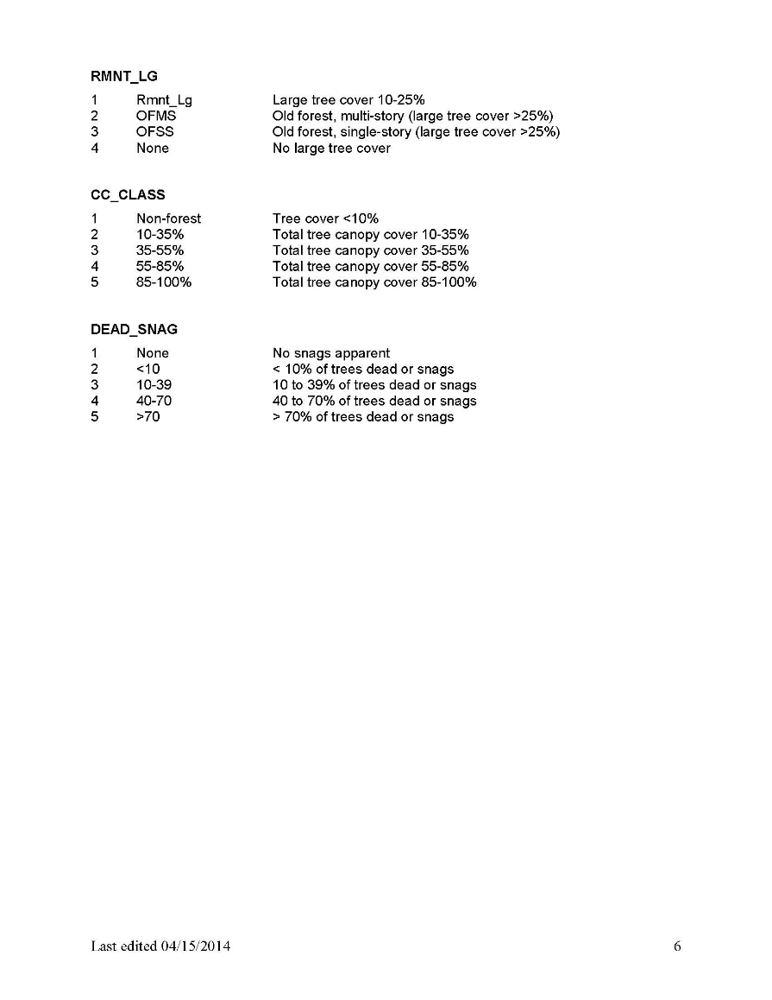 RMNT_LG
1 Rmnt_Lg Large tree cover 10-25%
2 OFMS Old forest, multi-story (large tree cover >25%)
3 OFSS Old forest, single-story (large tree cover >25%)
4 None No large tree cover
CC_CLASS
1 Non-forest Tree cover <10%
2 10-35% Total tree canopy cover 10-35%
3 35-55% Total tree canopy cover 35-55%
4 55-85% Total tree canopy cover 55-85%
5 85-100% Total tree canopy cover 85-100%
DEAD_SNAG
1 None No snags apparent
2 <10 < 10% of trees dead or snags
3 10-39 10 to 39% of trees dead or snags
4 40-70 40 to 70% of trees dead or snags
5 >70 > 70% of trees dead or snags
Last edited 04/15/2014 6